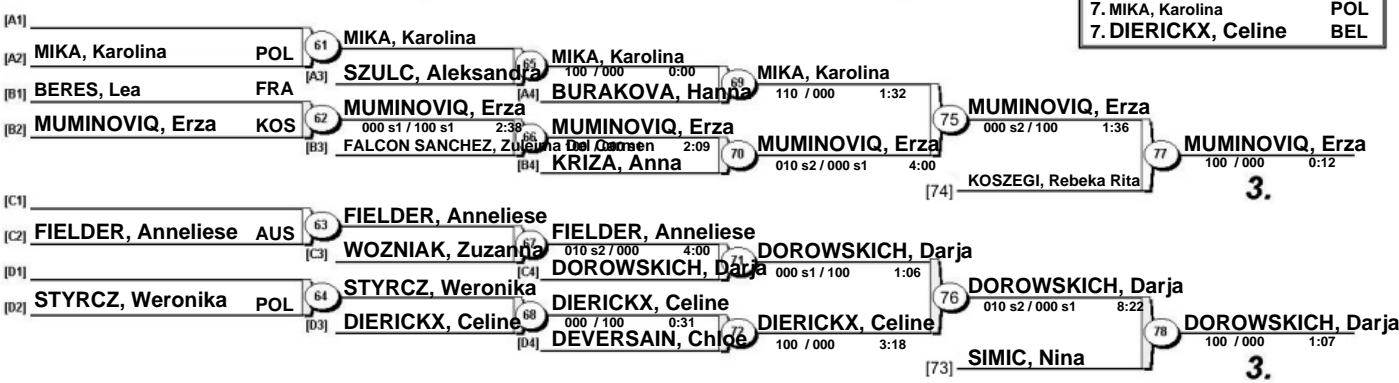 7. MIKA, Karolina POL
7. DIERICKX, Celine BEL
[A1]
[A2] MIKA, Karolina POL
61
MIKA, Karolina
[A3] SZULC, Aleksandra
65
MIKA, Karolina
100 / 000 0:00
[A4] BURAKOVA, Hanna
69
MIKA, Karolina
110 / 000 1:32
[B1] BERES, Lea FRA
[B2] MUMINOVIQ, Erza KOS
62
MUMINOVIQ, Erza
000 s1 / 100 s1 2:38
[B3] FALCON SANCHEZ, Zuleima Del Carmen
66
MUMINOVIQ, Erza
2:09
[B4] KRIZA, Anna
70
MUMINOVIQ, Erza
010 s2 / 000 s1 4:00
75
MUMINOVIQ, Erza
000 s2 / 100 1:36
[74] KOSZEGI, Rebeka Rita
77
MUMINOVIQ, Erza
100 / 000 0:12
3.
[C1]
[C2] FIELDER, Anneliese AUS
63
FIELDER, Anneliese
[C3] WOZNIAK, Zuzanna
67
FIELDER, Anneliese
010 s2 / 000 4:00
[C4] DOROWSKICH, Darja
71
DOROWSKICH, Darja
000 s1 / 100 1:06
[D1]
[D2] STYRCZ, Weronika POL
64
STYRCZ, Weronika
[D3] DIERICKX, Celine
68
DIERICKX, Celine
000 / 100 0:31
[D4] DEVERSAIN, Chloe
72
DIERICKX, Celine
100 / 000 3:18
76
DOROWSKICH, Darja
010 s2 / 000 s1 8:22
[73] SIMIC, Nina
78
DOROWSKICH, Darja
100 / 000 1:07
3.